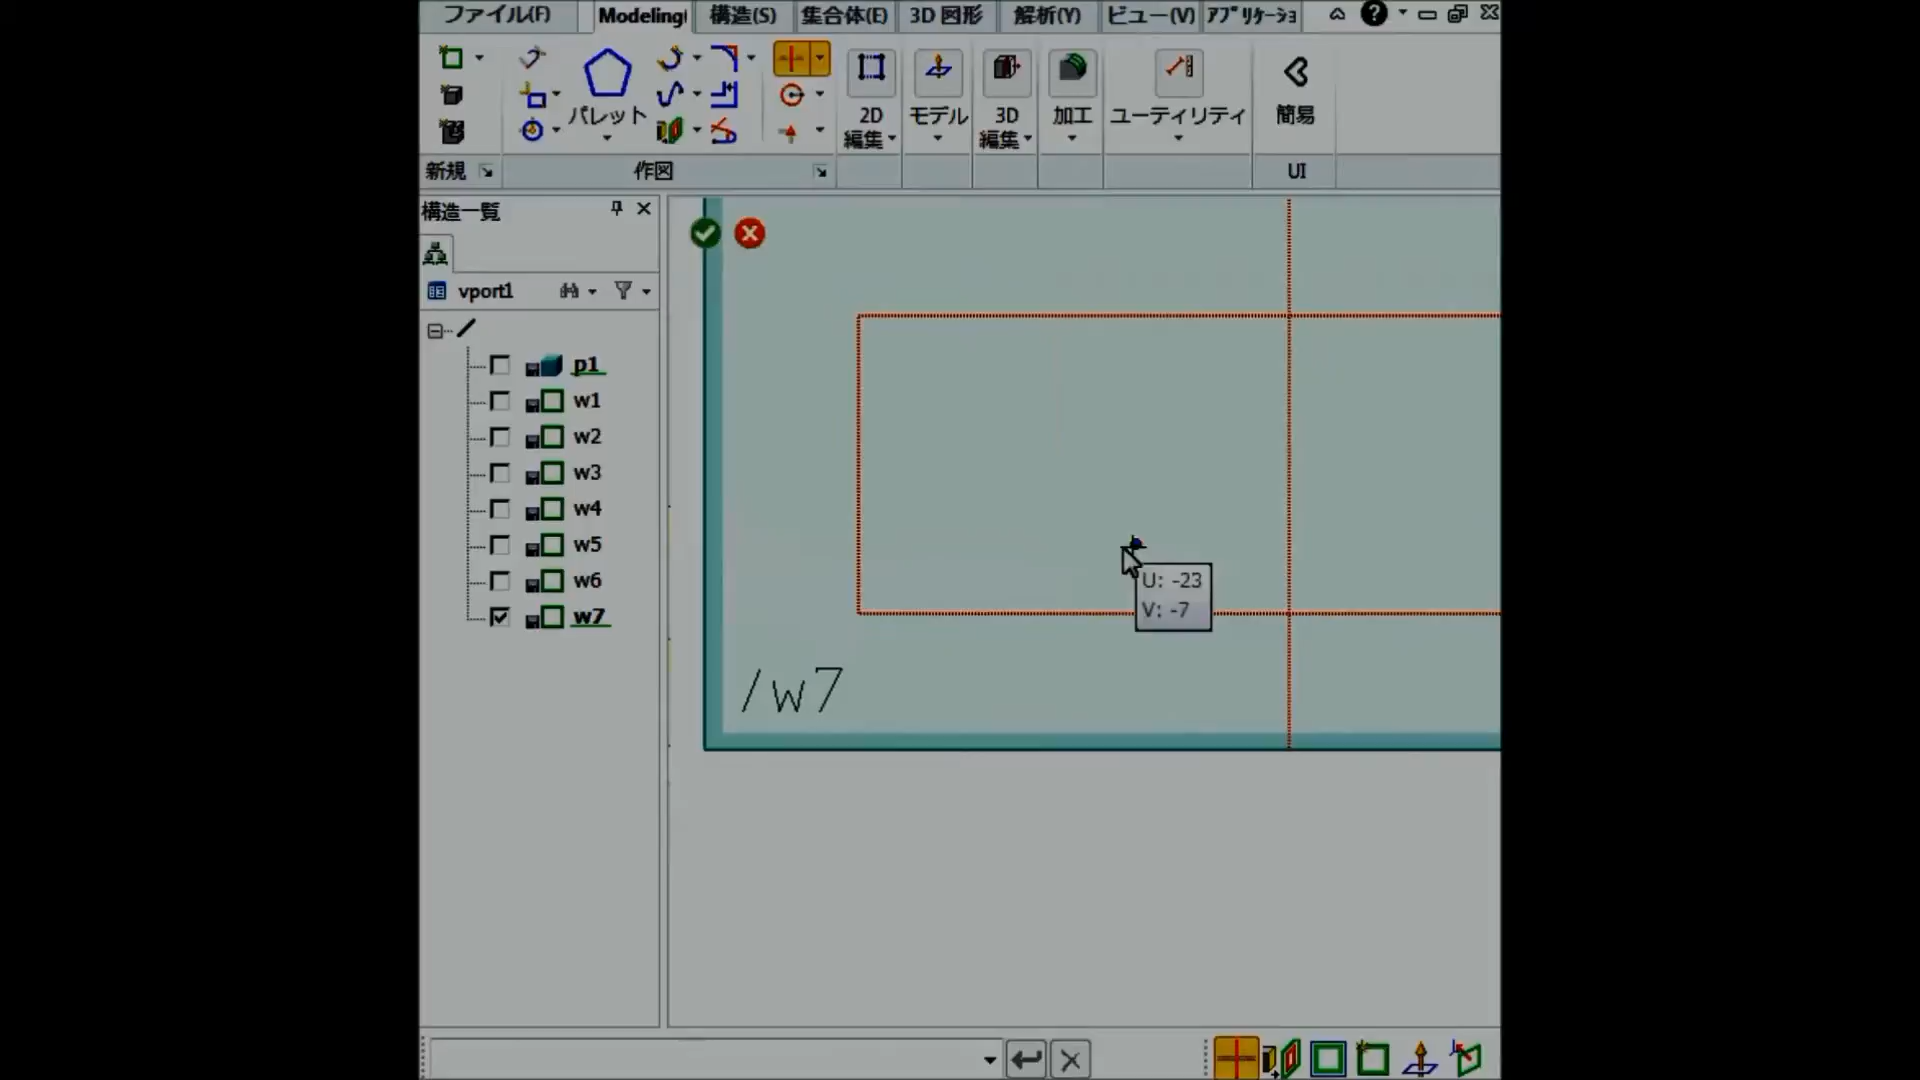 ファイル(F) Modeling( 構造(S) 集合体(E) 3D 図形 解析(Y) ビュー(V) ｱﾌﾟﾘｹｰｼｮ
パレット
2D
編集
モデル
3D
編集
加工
ユーティリティ
簡易
新規
作図
UI
構造一覧
vport1
p1
w1
w2
w3
w4
w5
w6
w7
U: -23
V: -7
/w7